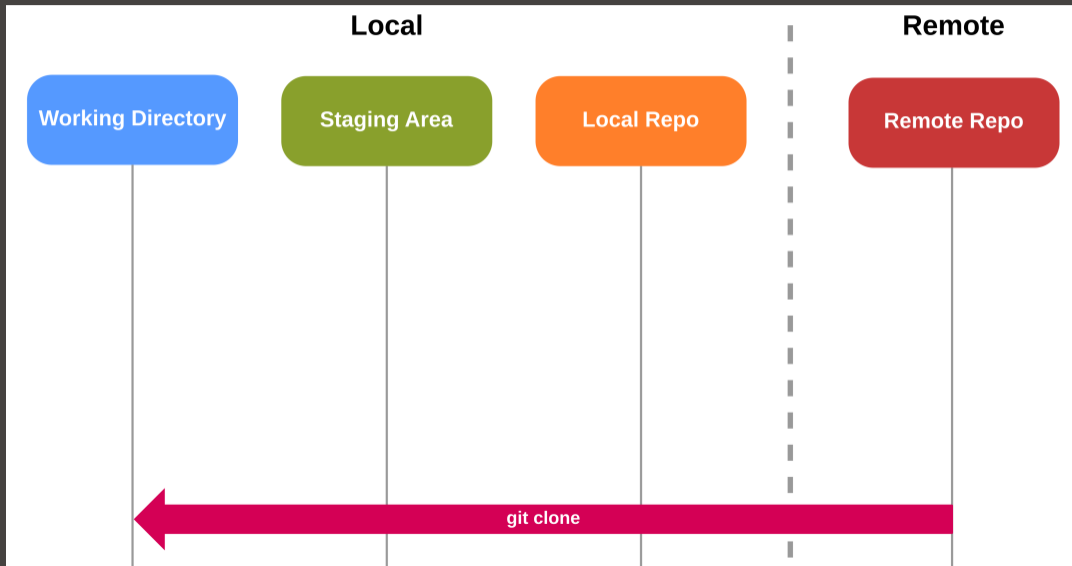 Local
Remote
Working Directory
Staging Area
Local Repo
Remote Repo
git clone